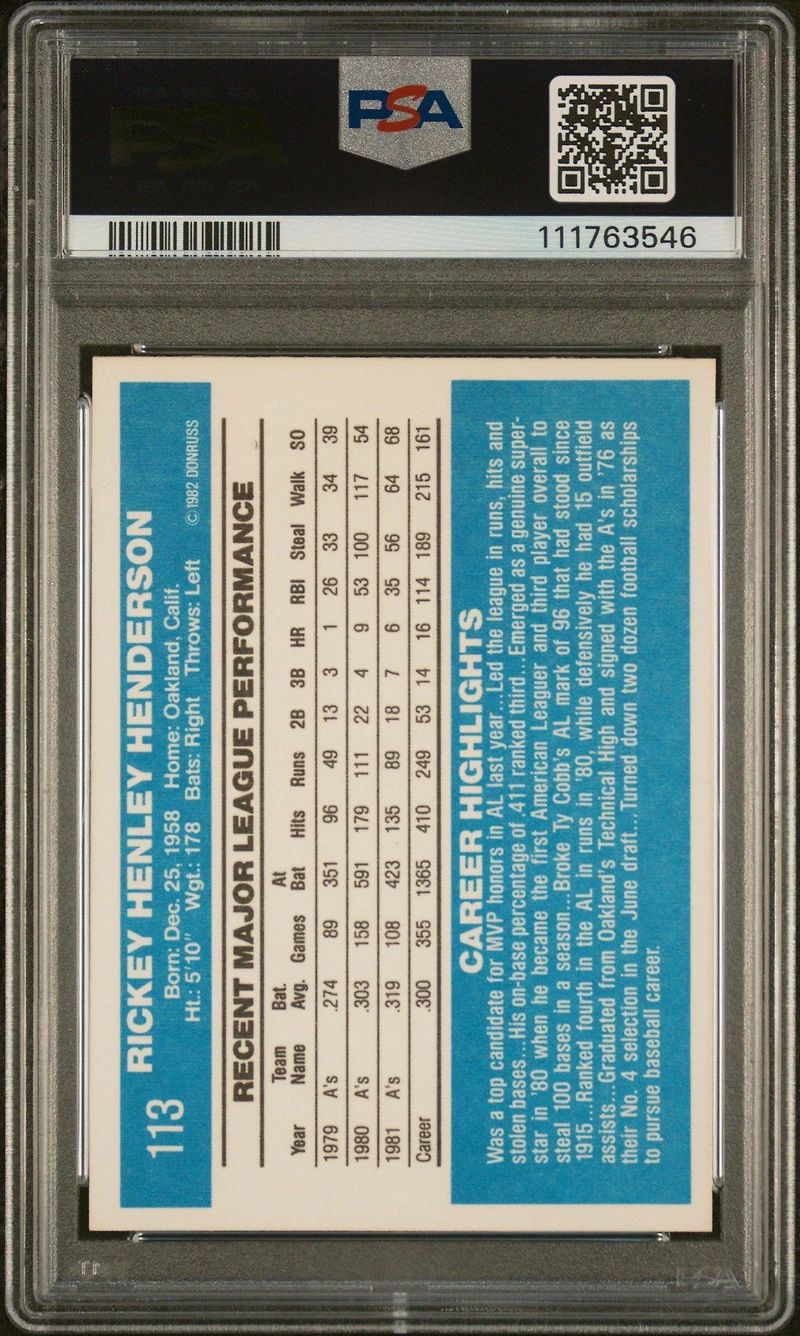 PSA
111763546
113 RICKEY HENLEY HENDERSON
Born: Dec. 25, 1958 Home: Oakland, Calif.
Ht.: 5'10" Wgt.: 178 Bats: Right Throws: Left ©1982 DONRUSS
RECENT MAJOR LEAGUE PERFORMANCE
Team Bat. At
Year Name Avg. Games Bat Hits Runs 2B 3B HR RBI Steal Walk SO
1979 A's .274 89 351 96 49 13 3 1 26 33 34 39
1980 A's .303 158 591 179 111 22 4 9 53 100 117 54
1981 A's .319 108 423 135 89 18 7 6 35 56 64 68
Career .300 355 1365 410 249 53 14 16 114 189 215 161
CAREER HIGHLIGHTS
Was a top candidate for MVP honors in AL last year...Led the league in runs, hits and
stolen bases...His on-base percentage of .411 ranked third...Emerged as a genuine super-
star in '80 when he became the first American Leaguer and third player overall to
steal 100 bases in a season...Broke Ty Cobb's AL mark of 96 that had stood since
1915...Ranked fourth in the AL in runs in '80, while defensively he had 15 outfield
assists...Graduated from Oakland's Technical High and signed with the A's in '76 as
their No. 4 selection in the June draft...Turned down two dozen football scholarships
to pursue baseball career.
PSA